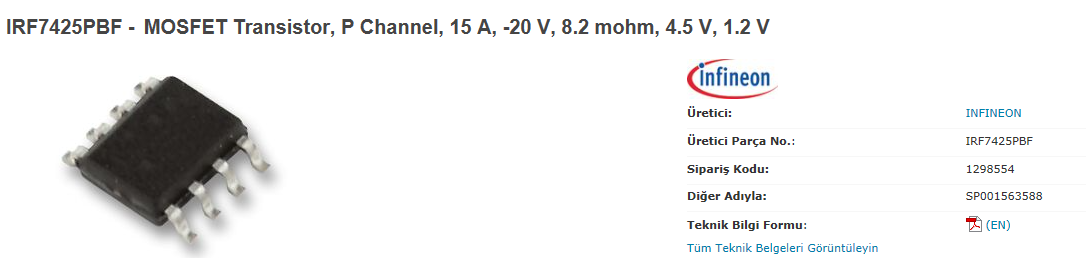 IRF7425PBF - MOSFET Transistor, P Channel, 15 A, -20 V, 8.2 mohm, 4.5 V, 1.2 V
infineon
Üretici: INFINEON
Üretici Parça No.: IRF7425PBF
Sipariş Kodu: 1298554
Diğer Adıyla: SP001563588
Teknik Bilgi Formu: (EN)
Tüm Teknik Belgeleri Görüntüleyin